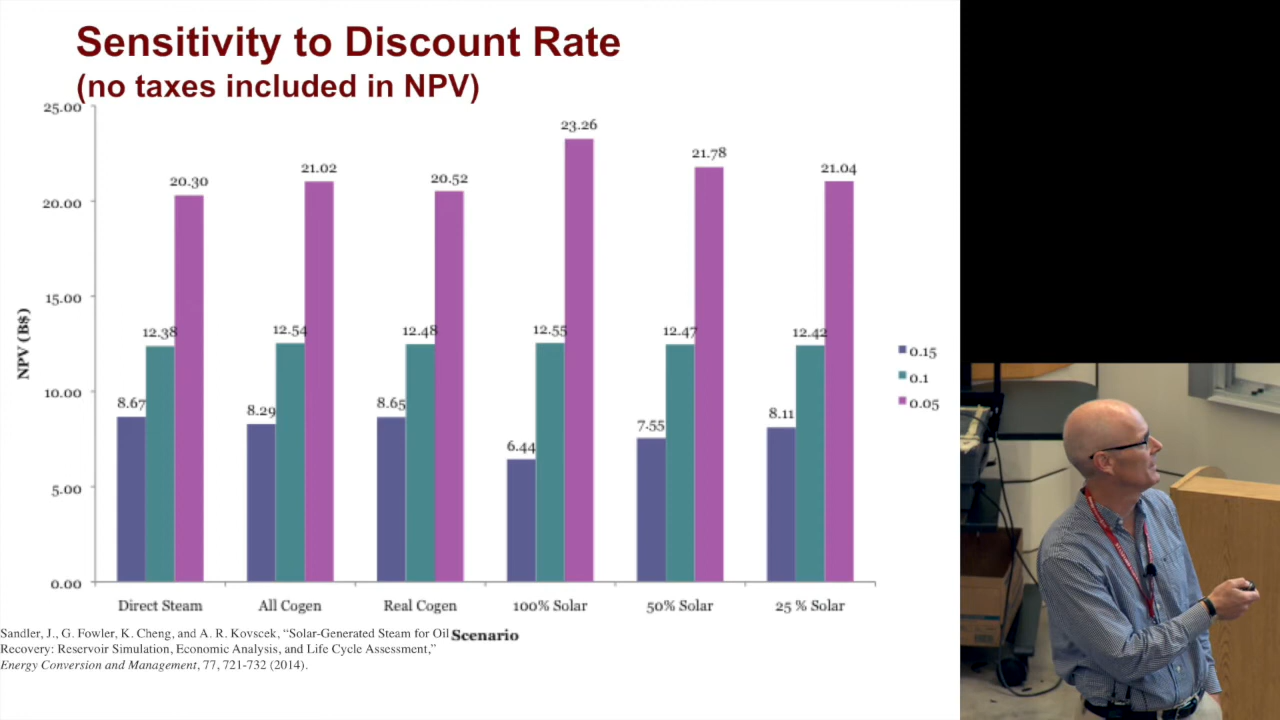 Sensitivity to Discount Rate
(no taxes included in NPV)
25.00
20.00
15.00
10.00
5.00
0.00
NPV (B$)
20.30
21.02
20.52
23.26
21.78
21.04
12.38
12.54
12.48
12.55
12.47
12.42
8.67
8.29
8.65
6.44
7.55
8.11
0.15
0.1
0.05
Direct Steam
All Cogen
Real Cogen
100% Solar
50% Solar
25 % Solar
Scenario
Sandler, J., G. Fowler, K. Cheng, and A. R. Kovscek, “Solar-Generated Steam for Oil
Recovery: Reservoir Simulation, Economic Analysis, and Life Cycle Assessment,”
Energy Conversion and Management, 77, 721-732 (2014).